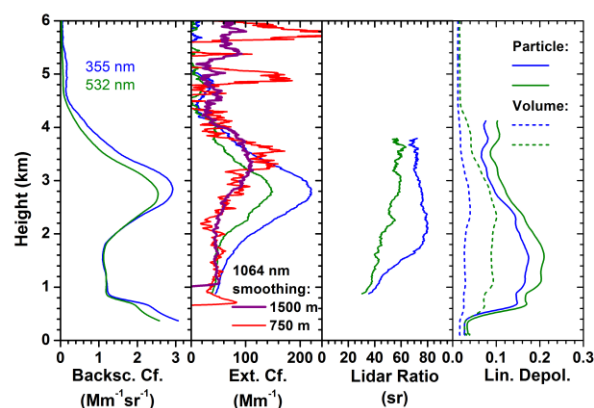 6
5
4
3
2
1
0
Height (km)
355 nm
532 nm
1064 nm
smoothing:
1500 m
750 m
Particle:
Volume:
0 1 2 3
0 100 200
20 40 60 80
0.0 0.1 0.2 0.3
Backsc. Cf.
(Mm⁻¹sr⁻¹)
Ext. Cf.
(Mm⁻¹)
Lidar Ratio
(sr)
Lin. Depol.